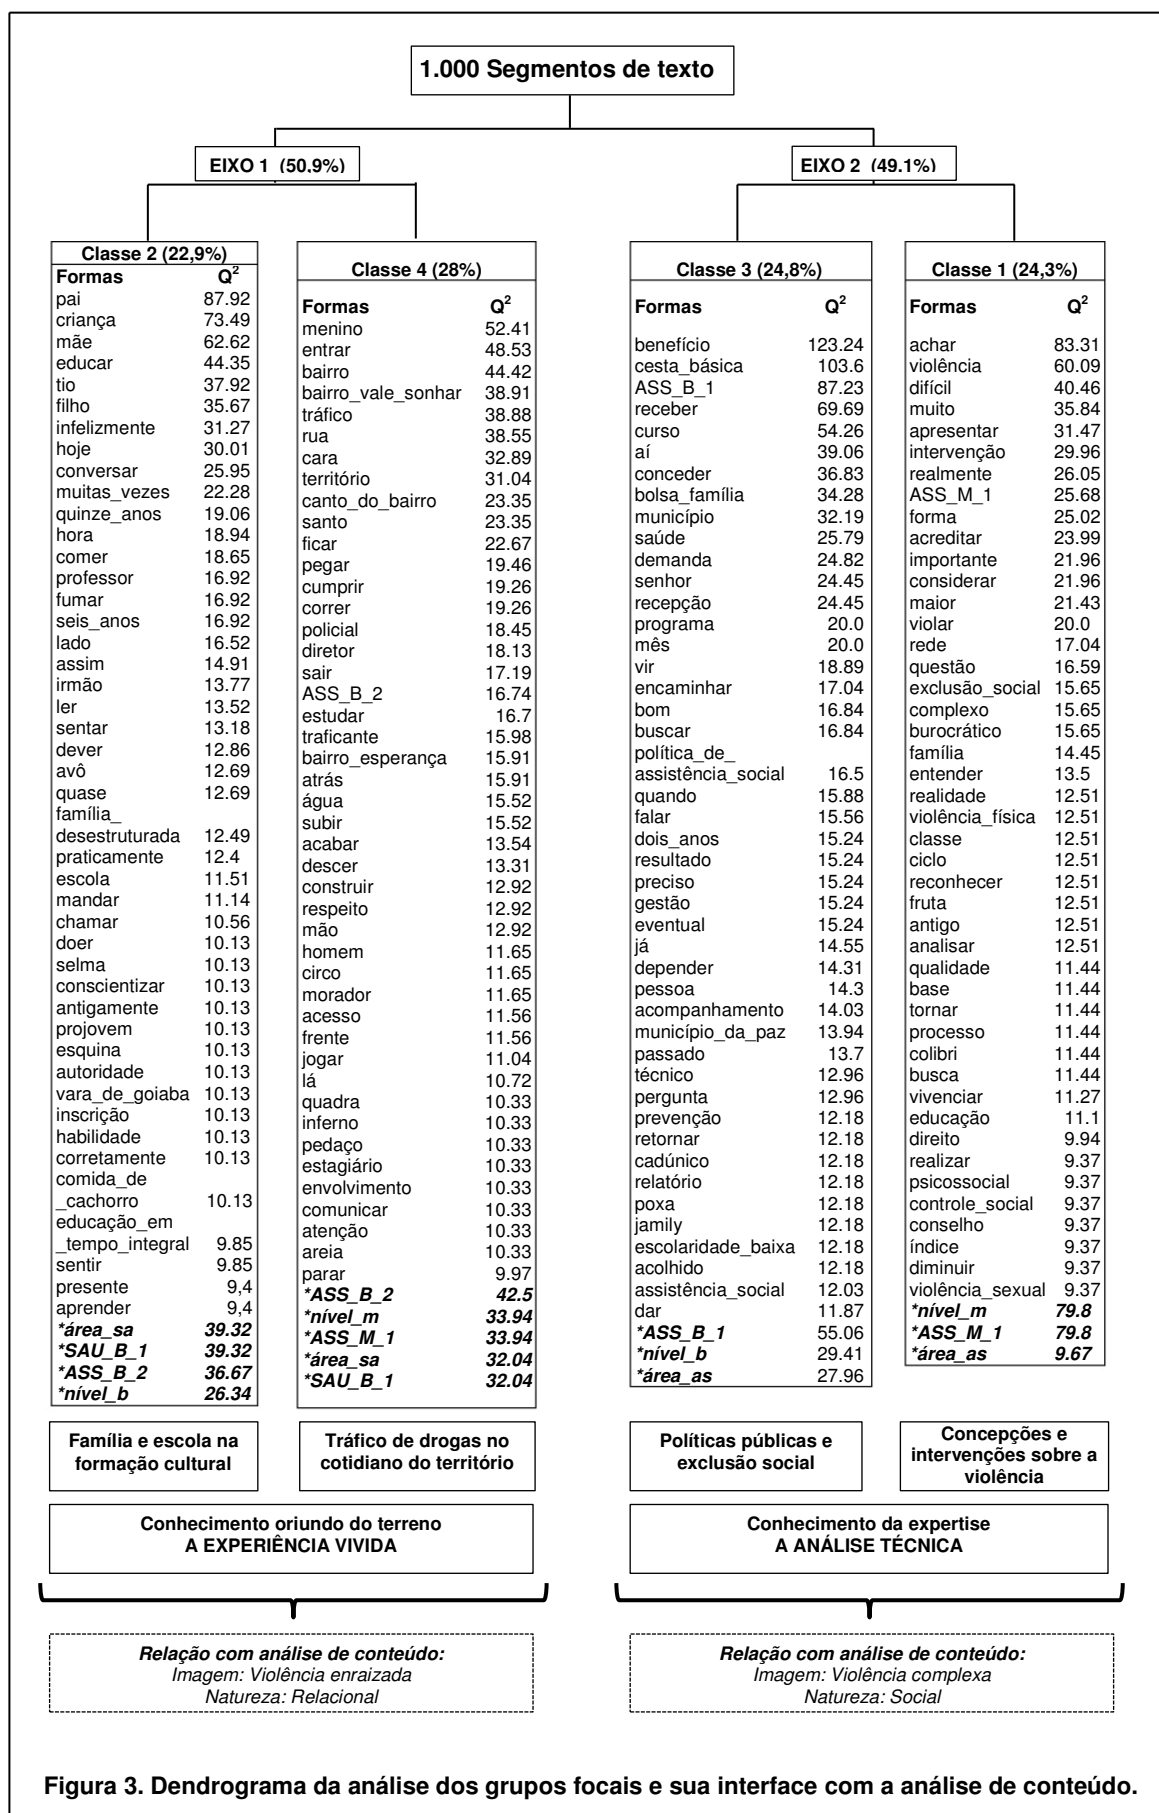 1.000 Segmentos de texto
EIXO 1 (50,9%)
EIXO 2 (49.1%)
Classe 2 (22,9%)
Formas Q2
pai 87.92
criança 73.49
mãe 62.62
educar 44.35
tio 37.92
filho 35.67
infelizmente 31.27
hoje 30.01
conversar 25.95
muitas_vezes 22.28
quinze_anos 19.06
hora 18.94
comer 18.65
professor 16.92
fumar 16.92
seis_anos 16.92
lado 16.52
assim 14.91
irmão 13.77
ler 13.52
sentar 13.18
dever 12.86
avô 12.69
quase 12.69
família_
desestruturada 12.49
praticamente 12.4
escola 11.51
mandar 11.14
chamar 10.56
doer 10.13
selma 10.13
conscientizar 10.13
antigamente 10.13
projovem 10.13
esquina 10.13
autoridade 10.13
vara_de_goiaba 10.13
inscrição 10.13
habilidade 10.13
corretamente 10.13
comida_de
_cachorro 10.13
educação_em
_tempo_integral 9.85
sentir 9.85
presente 9,4
aprender 9,4
*área_sa 39.32
*SAU_B_1 39.32
*ASS_B_2 36.67
*nível_b 26.34
Classe 4 (28%)
Formas Q2
menino 52.41
entrar 48.53
bairro 44.42
bairro_vale_sonhar 38.91
tráfico 38.88
rua 38.55
cara 32.89
território 31.04
canto_do_bairro 23.35
santo 23.35
ficar 22.67
pegar 19.46
cumprir 19.26
correr 19.26
policial 18.45
diretor 18.13
sair 17.19
ASS_B_2 16.74
estudar 16.7
traficante 15.98
bairro_esperança 15.91
atrás 15.91
água 15.52
subir 15.52
acabar 13.54
descer 13.31
construir 12.92
respeito 12.92
mão 12.92
homem 11.65
circo 11.65
morador 11.65
acesso 11.56
frente 11.56
jogar 11.04
lá 10.72
quadra 10.33
inferno 10.33
pedaço 10.33
estagiário 10.33
envolvimento 10.33
comunicar 10.33
atenção 10.33
areia 10.33
parar 9.97
*ASS_B_2 42.5
*nível_m 33.94
*ASS_M_1 33.94
*área_sa 32.04
*SAU_B_1 32.04
Classe 3 (24,8%)
Formas Q2
benefício 123.24
cesta_básica 103.6
ASS_B_1 87.23
receber 69.69
curso 54.26
aí 39.06
conceder 36.83
bolsa_família 34.28
município 32.19
saúde 25.79
demanda 24.82
senhor 24.45
recepção 24.45
programa 20.0
mês 20.0
vir 18.89
encaminhar 17.04
bom 16.84
buscar 16.84
política_de_
assistência_social 16.5
quando 15.88
falar 15.56
dois_anos 15.24
resultado 15.24
preciso 15.24
gestão 15.24
eventual 15.24
já 14.55
depender 14.31
pessoa 14.3
acompanhamento 14.03
município_da_paz 13.94
passado 13.7
técnico 12.96
pergunta 12.96
prevenção 12.18
retornar 12.18
cadúnico 12.18
relatório 12.18
poxa 12.18
jamily 12.18
escolaridade_baixa 12.18
acolhido 12.18
assistência_social 12.03
dar 11.87
*ASS_B_1 55.06
*nível_b 29.41
*área_as 27.96
Classe 1 (24,3%)
Formas Q2
achar 83.31
violência 60.09
difícil 40.46
muito 35.84
apresentar 31.47
intervenção 29.96
realmente 26.05
ASS_M_1 25.68
forma 25.02
acreditar 23.99
importante 21.96
considerar 21.96
maior 21.43
violar 20.0
rede 17.04
questão 16.59
exclusão_social 15.65
complexo 15.65
burocrático 15.65
família 14.45
entender 13.5
realidade 12.51
violência_física 12.51
classe 12.51
ciclo 12.51
reconhecer 12.51
fruta 12.51
antigo 12.51
analisar 12.51
qualidade 11.44
base 11.44
tornar 11.44
processo 11.44
colibri 11.44
busca 11.44
vivenciar 11.27
educação 11.1
direito 9.94
realizar 9.37
psicossocial 9.37
controle_social 9.37
conselho 9.37
índice 9.37
diminuir 9.37
violência_sexual 9.37
*nível_m 79.8
*ASS_M_1 79.8
*área_as 9.67
Família e escola na
formação cultural
Tráfico de drogas no
cotidiano do território
Políticas públicas e
exclusão social
Concepções e
intervenções sobre a
violência
Conhecimento oriundo do terreno
A EXPERIÊNCIA VIVIDA
Conhecimento da expertise
A ANÁLISE TÉCNICA
Relação com análise de conteúdo:
Imagem: Violência enraizada
Natureza: Relacional
Relação com análise de conteúdo:
Imagem: Violência complexa
Natureza: Social
Figura 3. Dendrograma da análise dos grupos focais e sua interface com a análise de conteúdo.